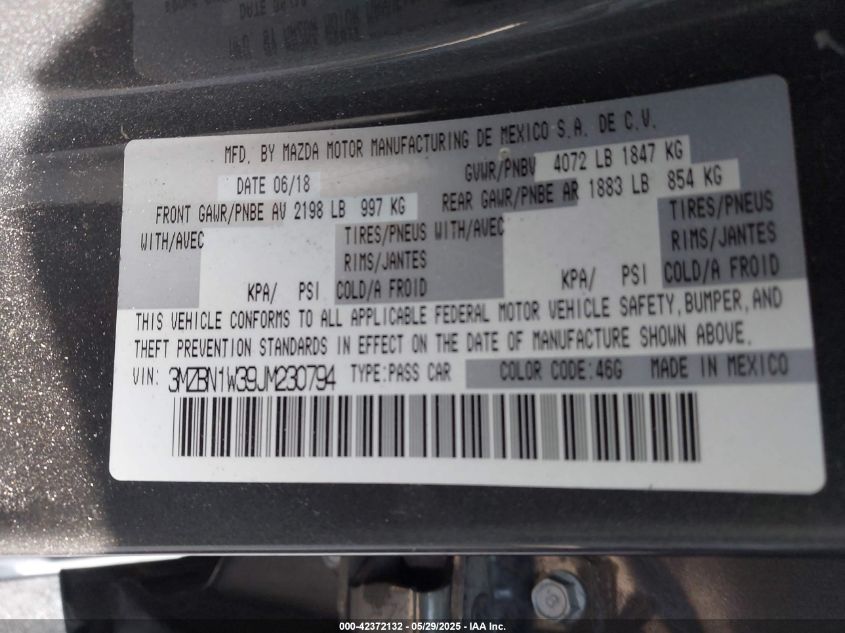 MFD. BY MAZDA MOTOR MANUFACTURING DE MEXICO S.A. DE C.V.
DATE 06/18 GVWR/PNBV 4072 LB 1847 KG
FRONT GAWR/PNBE AV 2198 LB 997 KG REAR GAWR/PNBE AR 1883 LB 854 KG
WITH/AVEC TIRES/PNEUS WITH/AVEC TIRES/PNEUS
RIMS/JANTES RIMS/JANTES
KPA/ PSI COLD/A FROID KPA/ PSI COLD/A FROID
THIS VEHICLE CONFORMS TO ALL APPLICABLE FEDERAL MOTOR VEHICLE SAFETY, BUMPER, AND
THEFT PREVENTION STANDARDS IN EFFECT ON THE DATE OF MANUFACTURE SHOWN ABOVE.
VIN: 3MZBN1W39JM230794 TYPE:PASS CAR COLOR CODE:46G MADE IN MEXICO
000-42372132 - 05/29/2025 - IAA Inc.